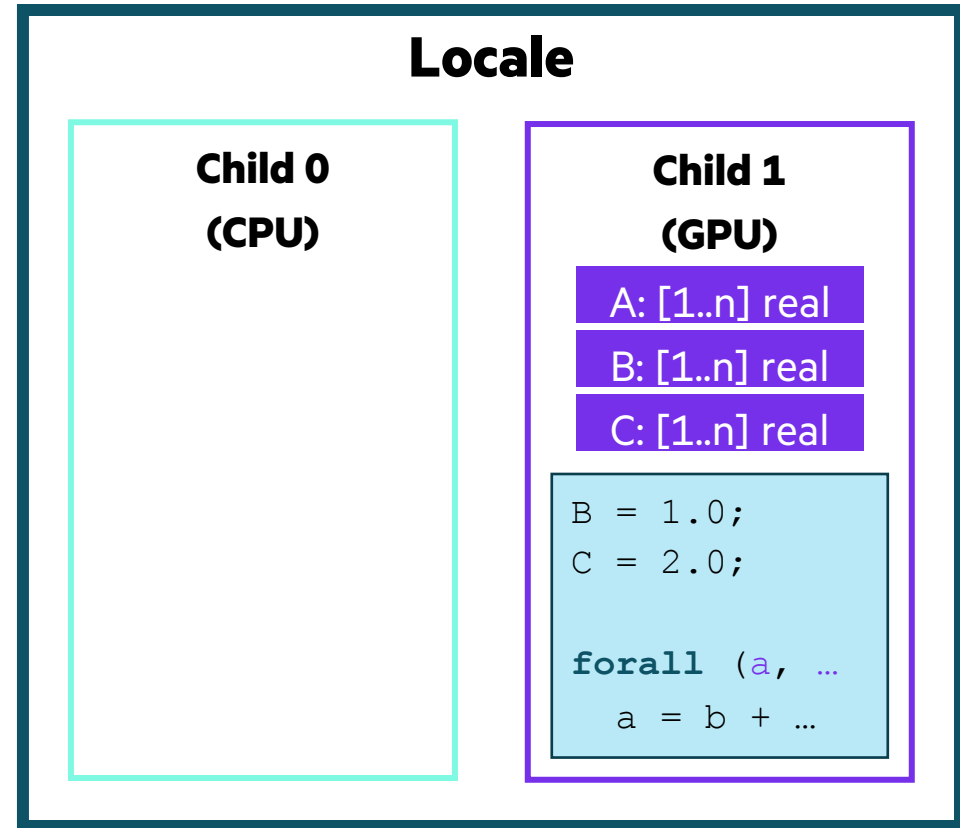 Locale
Child 0
(CPU)
Child 1
(GPU)
A: [1..n] real
B: [1..n] real
C: [1..n] real
B = 1.0;
C = 2.0;
forall (a, …
a = b + …